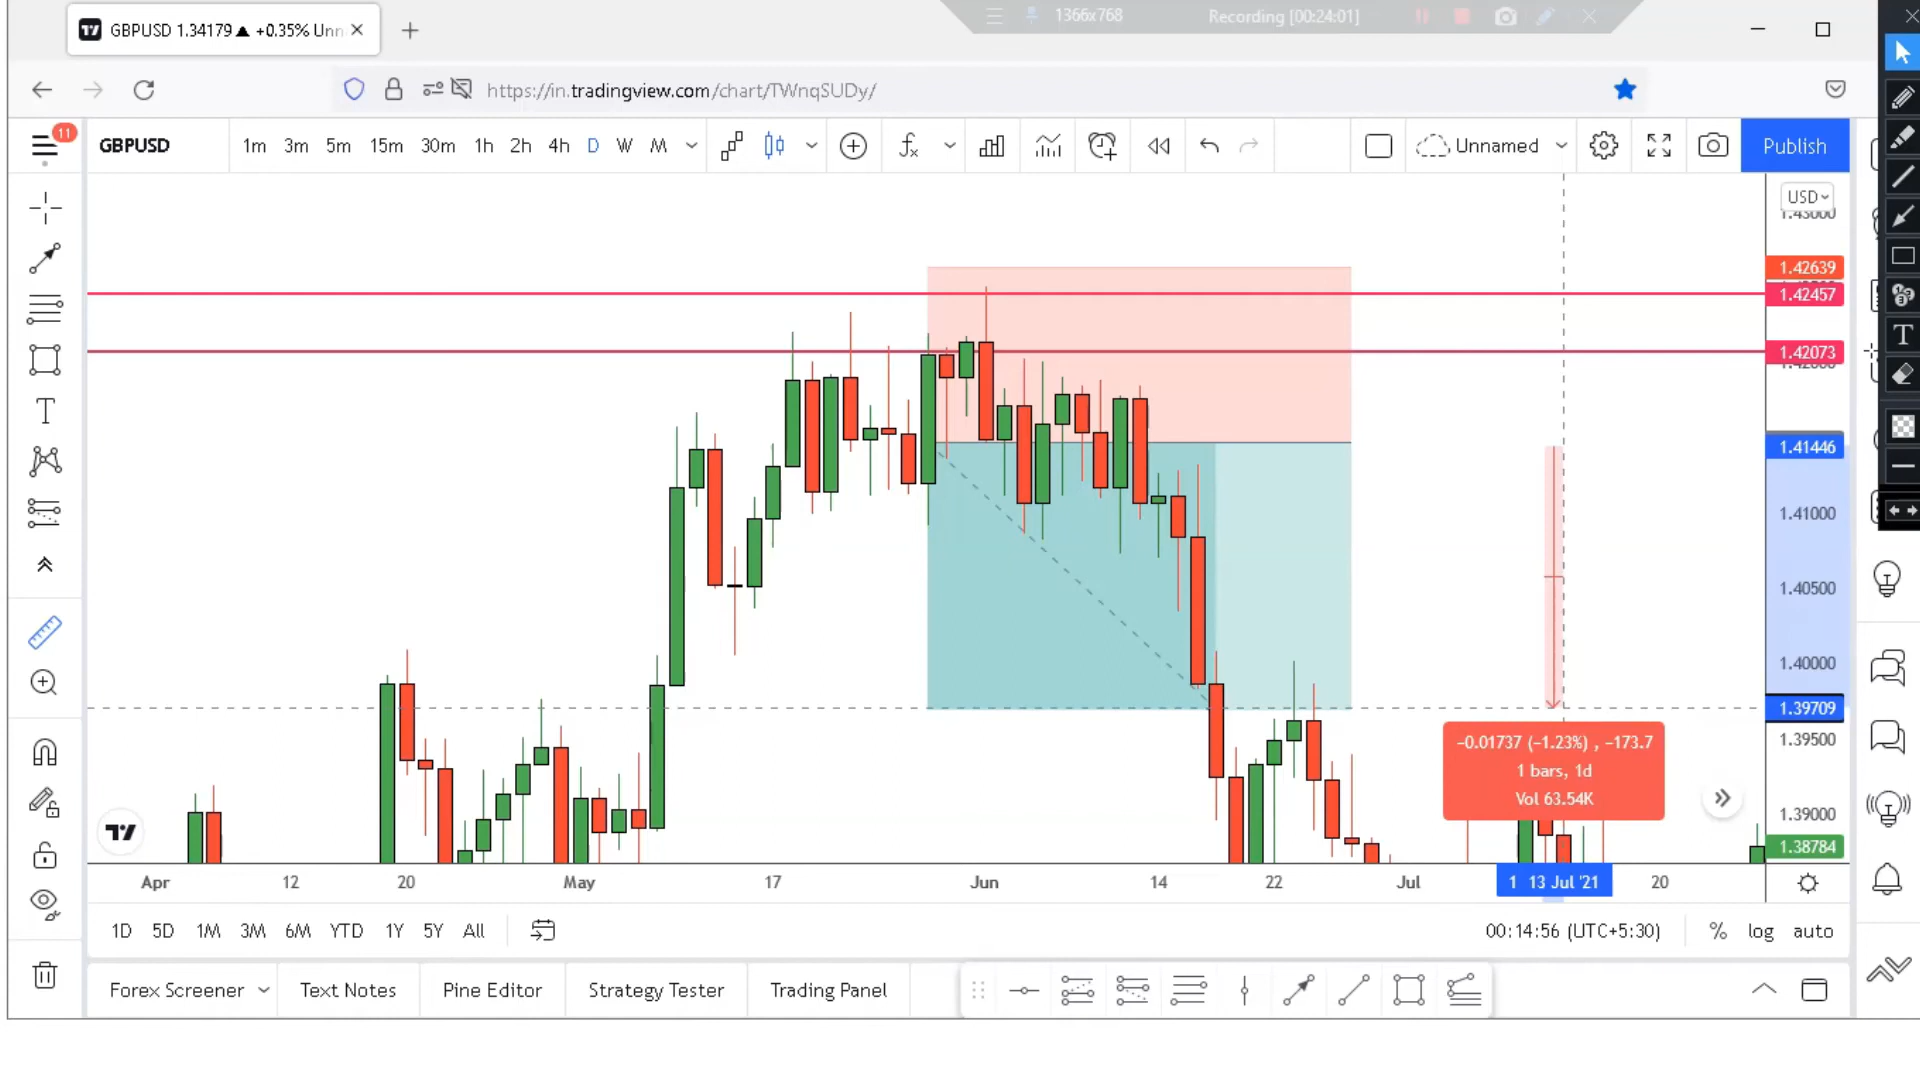 GBPUSD 1.34179 ▲ +0.35% Unn
1366x768
Recording [00:24:01]
https://in.tradingview.com/chart/TWnqSUDy/
11
GBPUSD
1m 3m 5m 15m 30m 1h 2h 4h D W M
Unnamed
Publish
USD
1.43000
1.42639
1.42457
1.42073
1.42000
1.41446
1.41000
1.40500
1.40000
1.39709
1.39500
1.39000
1.38784
−0.01737 (−1.23%) , −173.7
1 bars, 1d
Vol 63.54K
Apr 12 20 May 17 Jun 14 22 Jul 1 13 Jul '21 20
1D 5D 1M 3M 6M YTD 1Y 5Y All
00:14:56 (UTC+5:30)
% log auto
Forex Screener
Text Notes
Pine Editor
Strategy Tester
Trading Panel